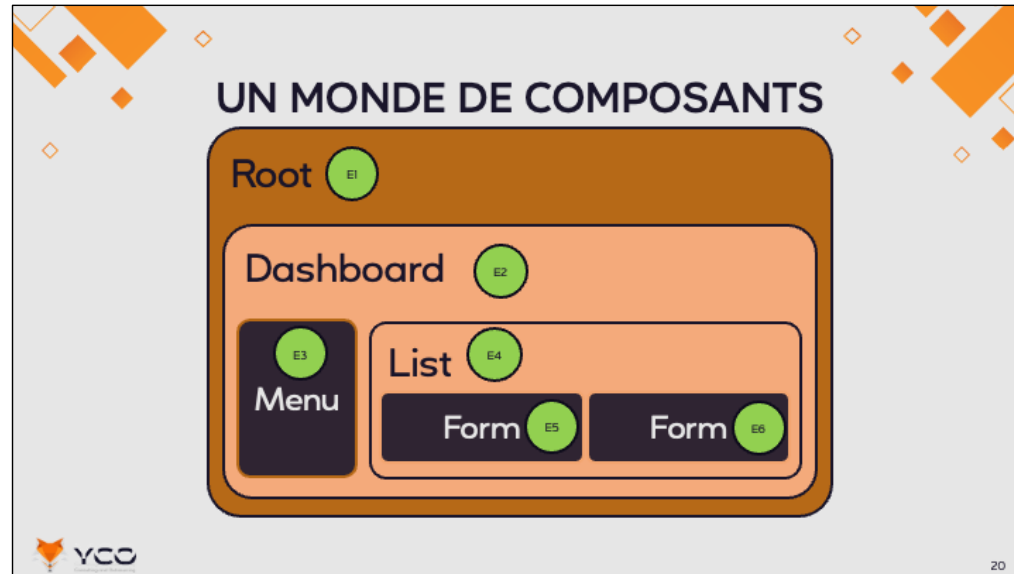 UN MONDE DE COMPOSANTS
Root E1
Dashboard E2
E3
Menu
List E4
Form E5
Form E6
YCO
20